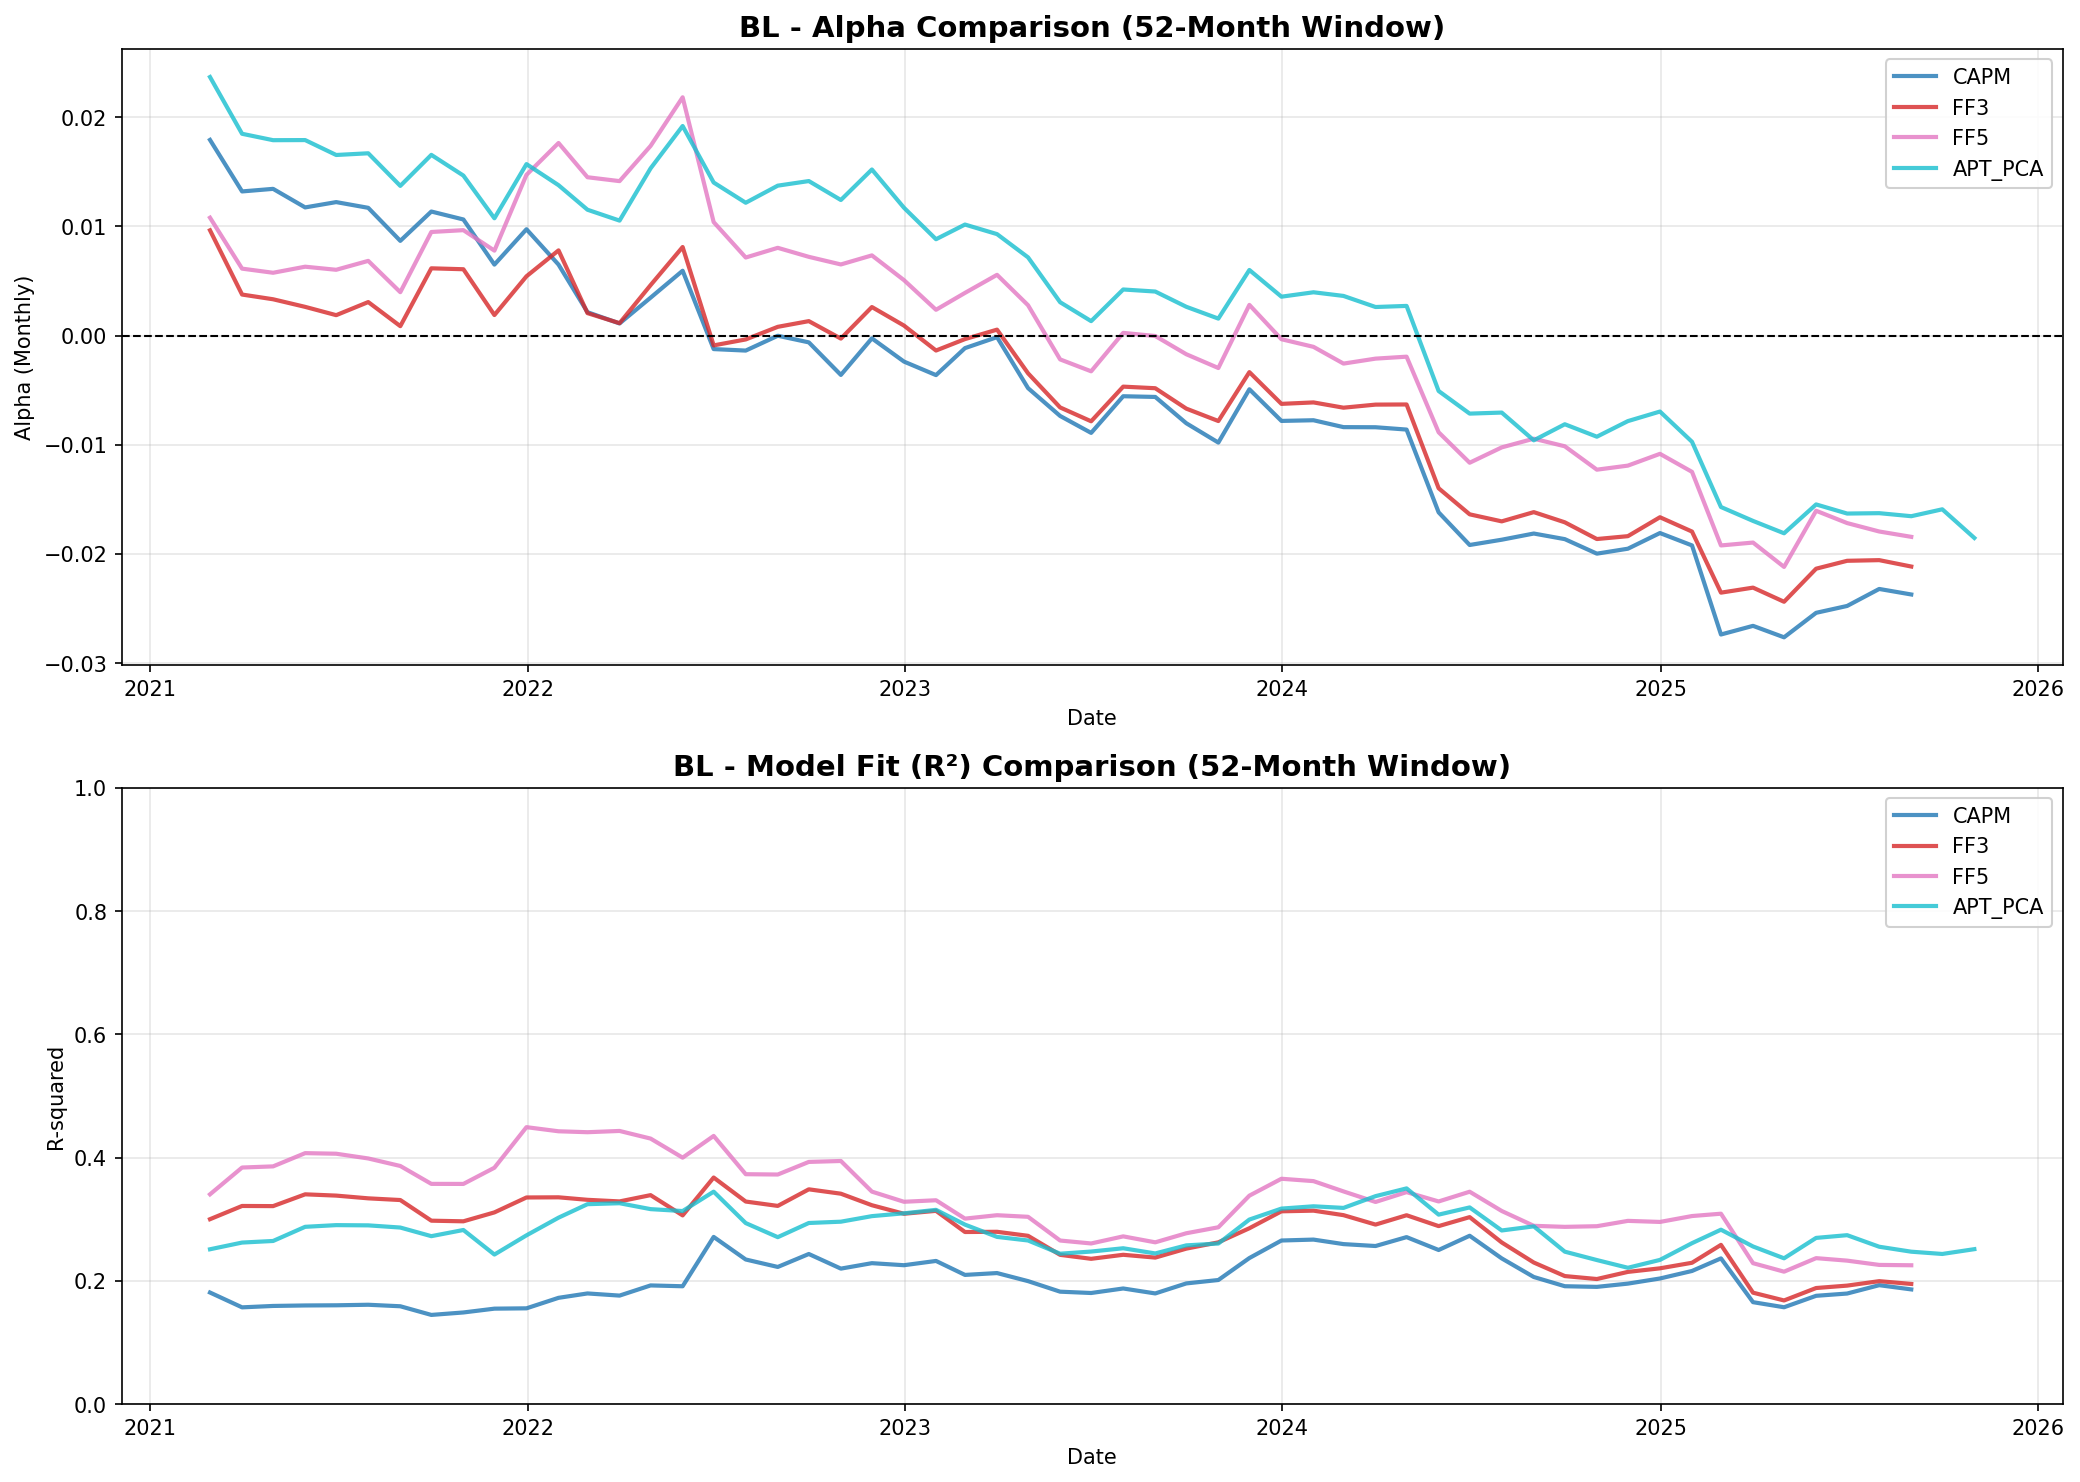 BL - Alpha Comparison (52-Month Window)
CAPM
FF3
FF5
APT_PCA
0.02
0.01
0.00
−0.01
−0.02
−0.03
Alpha (Monthly)
2021 2022 2023 2024 2025 2026
Date
BL - Model Fit (R²) Comparison (52-Month Window)
CAPM
FF3
FF5
APT_PCA
1.0
0.8
0.6
0.4
0.2
0.0
R-squared
2021 2022 2023 2024 2025 2026
Date